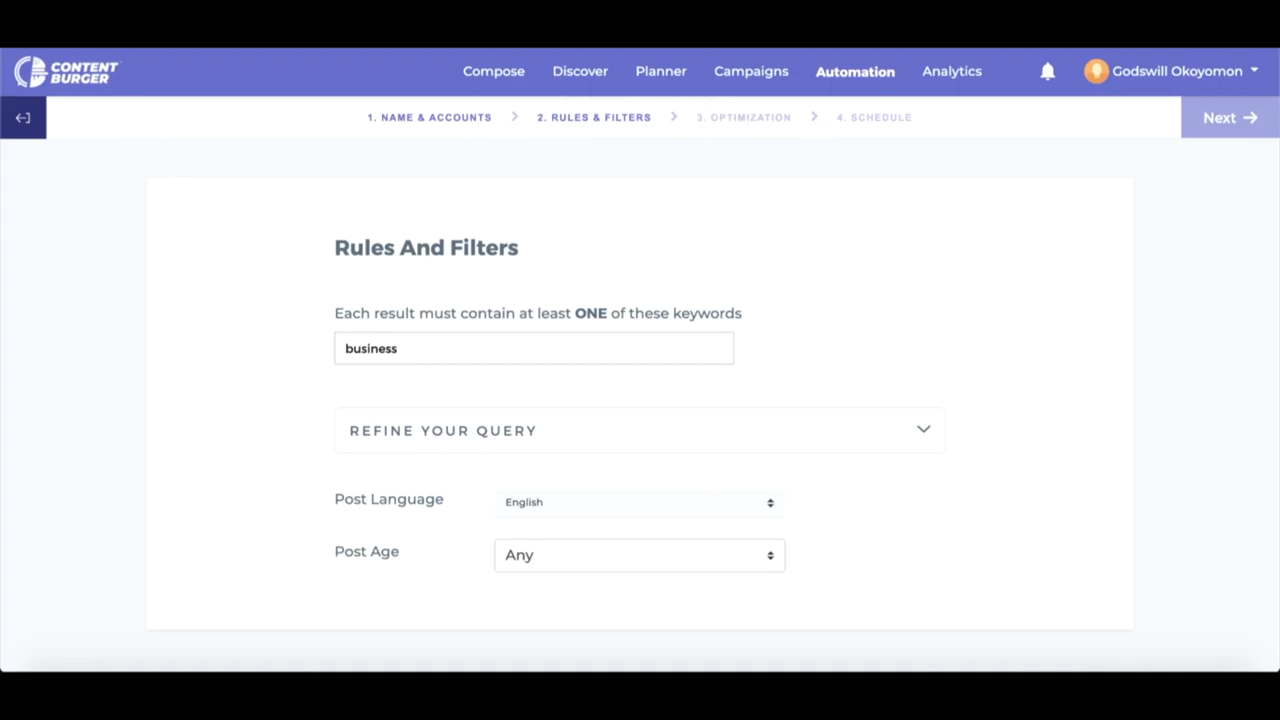 CONTENT BURGER
Compose Discover Planner Campaigns Automation Analytics Godswill Okoyomon
1. NAME & ACCOUNTS 2. RULES & FILTERS 3. OPTIMIZATION 4. SCHEDULE Next
Rules And Filters
Each result must contain at least ONE of these keywords
business
REFINE YOUR QUERY
Post Language English
Post Age Any